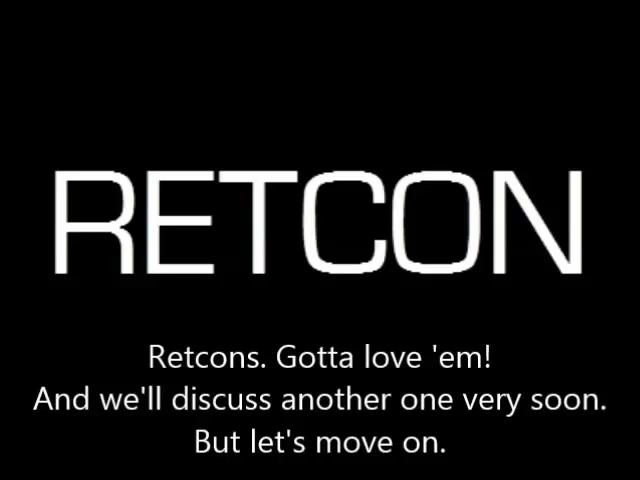 RETCON
Retcons. Gotta love 'em!
And we'll discuss another one very soon.
But let's move on.